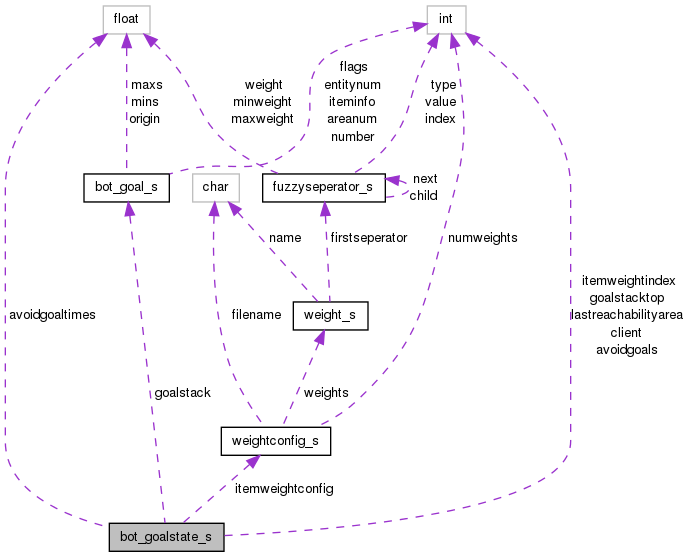 float
int
maxs
mins
origin
weight
minweight
maxweight
flags
entitynum
iteminfo
areanum
number
type
value
index
bot_goal_s
char
fuzzyseperator_s
next
child
name
firstseperator
numweights
avoidgoaltimes
filename
weight_s
itemweightindex
goalstacktop
lastreachabilityarea
client
avoidgoals
goalstack
weights
weightconfig_s
itemweightconfig
bot_goalstate_s